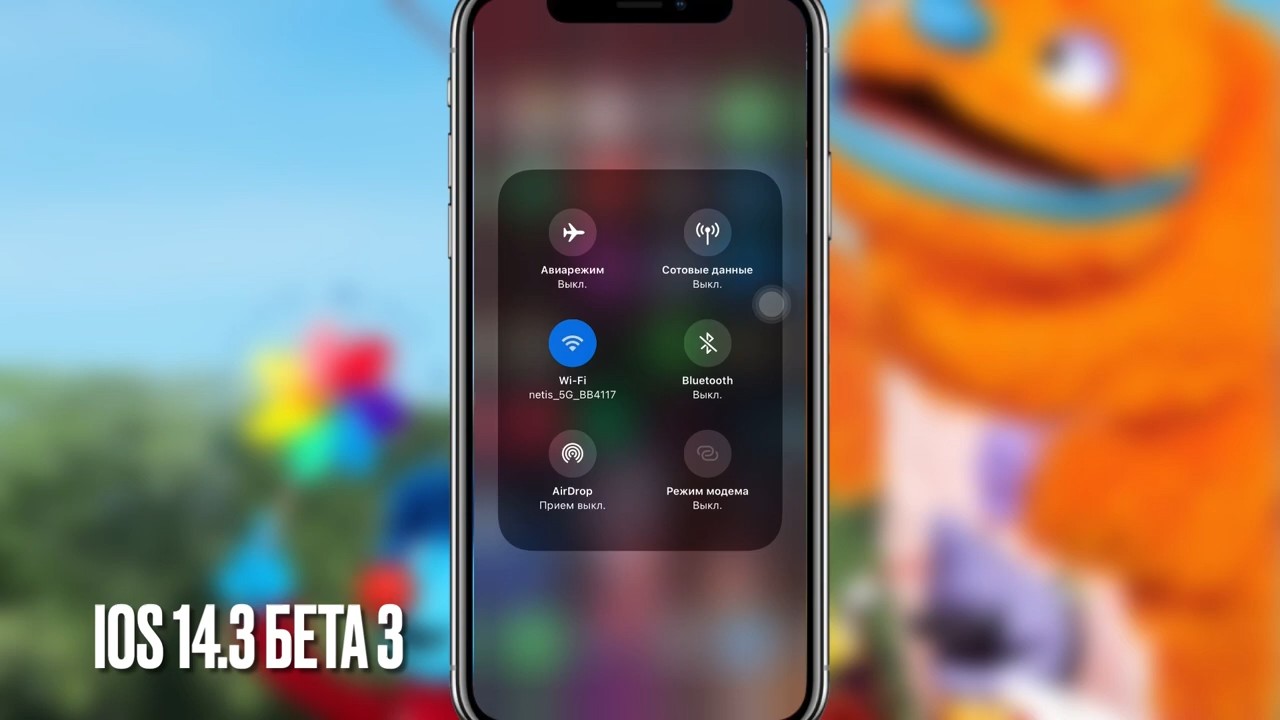 Авиарежим
Выкл.
Сотовые данные
Выкл.
Wi-Fi
netis_5G_BB4117
Bluetooth
Выкл.
AirDrop
Прием выкл.
Режим модема
Выкл.
IOS 14.3 БЕТА 3